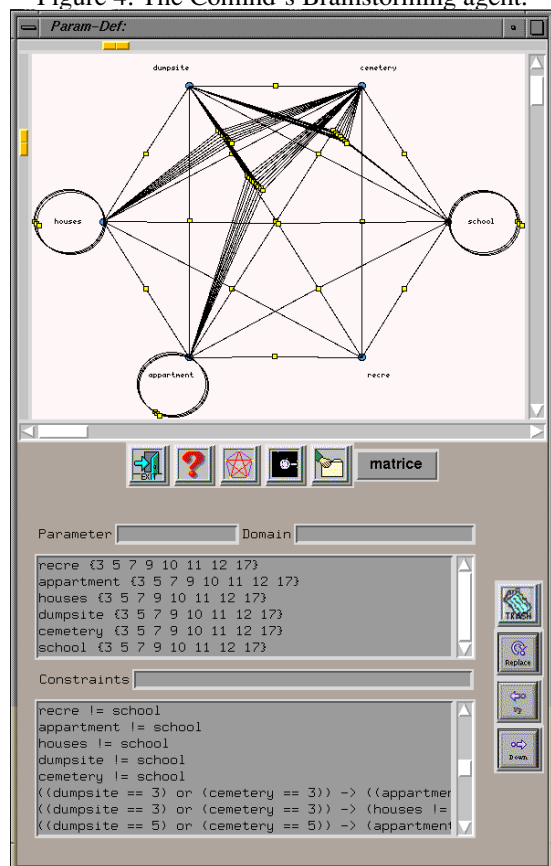 Figure 4: The Comind's Brainstorming agent.
Param-Def:
dumpsite
cemetery
houses
school
appartment
recre
EXIT
matrice
Parameter
Domain
recre {3 5 7 9 10 11 12 17}
appartment {3 5 7 9 10 11 12 17}
houses {3 5 7 9 10 11 12 17}
dumpsite {3 5 7 9 10 11 12 17}
cemetery {3 5 7 9 10 11 12 17}
school {3 5 7 9 10 11 12 17}
TRASH
Replace
Up
Down
Constraints
recre != school
appartment != school
houses != school
dumpsite != school
cemetery != school
((dumpsite == 3) or (cemetery == 3)) -> ((appartmer
((dumpsite == 3) or (cemetery == 3)) -> (houses !=
((dumpsite == 5) or (cemetery == 5)) -> (appartment